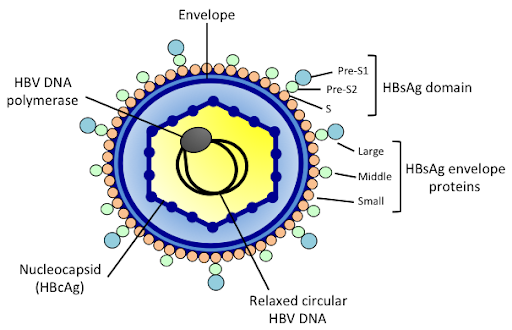 Envelope
HBV DNA
polymerase
Pre-S1
Pre-S2
S
HBsAg domain
Large
Middle
Small
HBsAg envelope
proteins
Nucleocapsid
(HBcAg)
Relaxed circular
HBV DNA